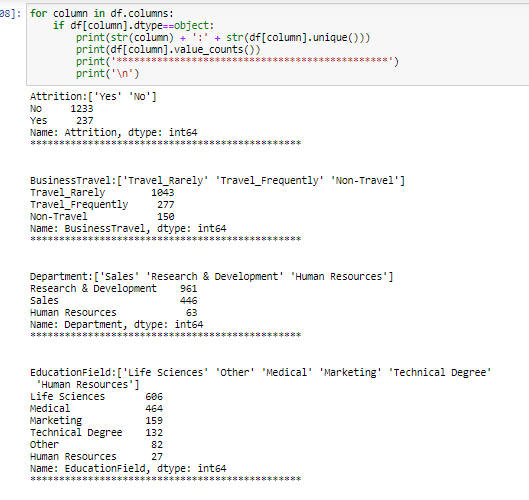 08]: for column in df.columns:
    if df[column].dtype==object:
        print(str(column) + ':' + str(df[column].unique()))
        print(df[column].value_counts())
        print('***********************************************')
        print('\n')
Attrition:['Yes' 'No']
No     1233
Yes     237
Name: Attrition, dtype: int64
***********************************************
BusinessTravel:['Travel_Rarely' 'Travel_Frequently' 'Non-Travel']
Travel_Rarely        1043
Travel_Frequently     277
Non-Travel            150
Name: BusinessTravel, dtype: int64
***********************************************
Department:['Sales' 'Research & Development' 'Human Resources']
Research & Development    961
Sales                     446
Human Resources            63
Name: Department, dtype: int64
***********************************************
EducationField:['Life Sciences' 'Other' 'Medical' 'Marketing' 'Technical Degree'
 'Human Resources']
Life Sciences       606
Medical             464
Marketing           159
Technical Degree    132
Other                82
Human Resources      27
Name: EducationField, dtype: int64
***********************************************